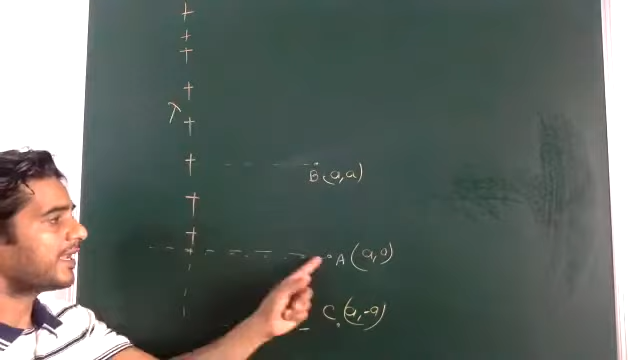 +
+
+
+
λ
+
+
B (a, a)
+
+
A (a, 0)
C (a, -a)